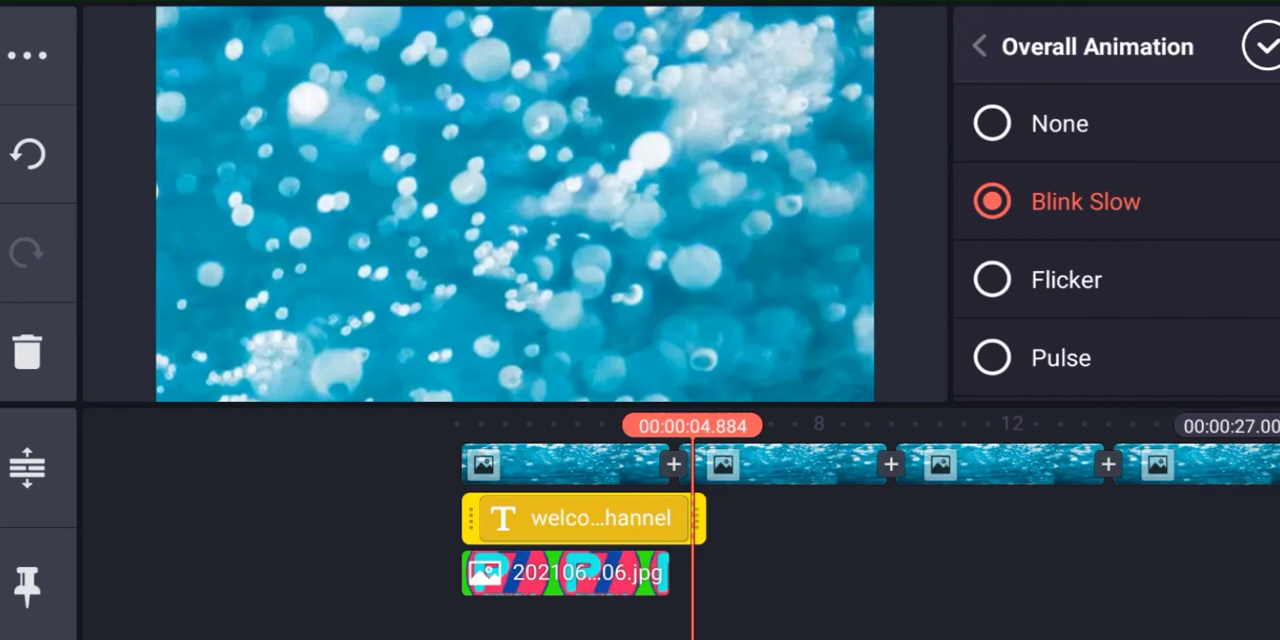 Overall Animation
None
Blink Slow
Flicker
Pulse
00:00:04.884
8
12
00:00:27.00
T welco...hannel
202106...06.jpg